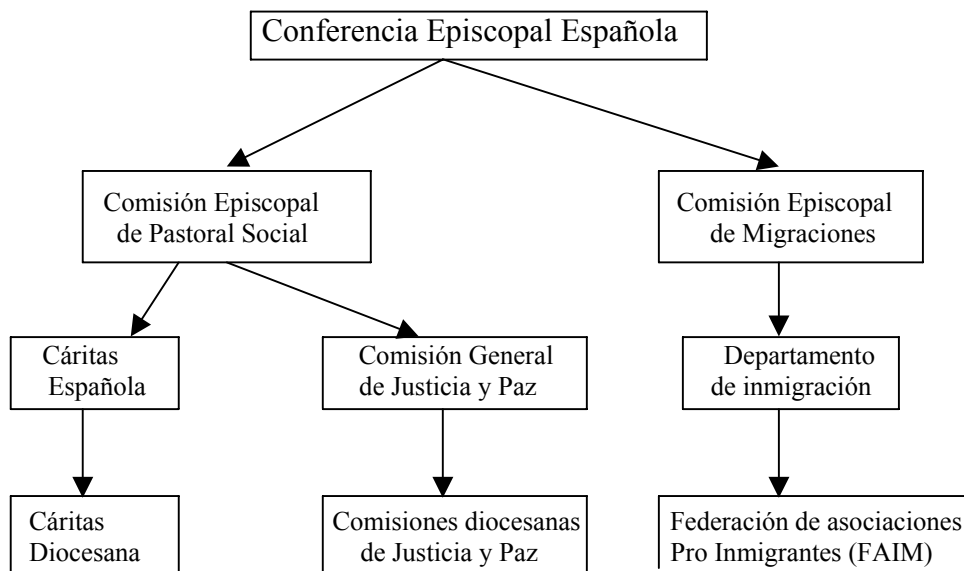 Conferencia Episcopal Española
Comisión Episcopal
de Pastoral Social
Comisión Episcopal
de Migraciones
Cáritas
Española
Comisión General
de Justicia y Paz
Departamento
de inmigración
Cáritas
Diocesana
Comisiones diocesanas
de Justicia y Paz
Federación de asociaciones
Pro Inmigrantes (FAIM)